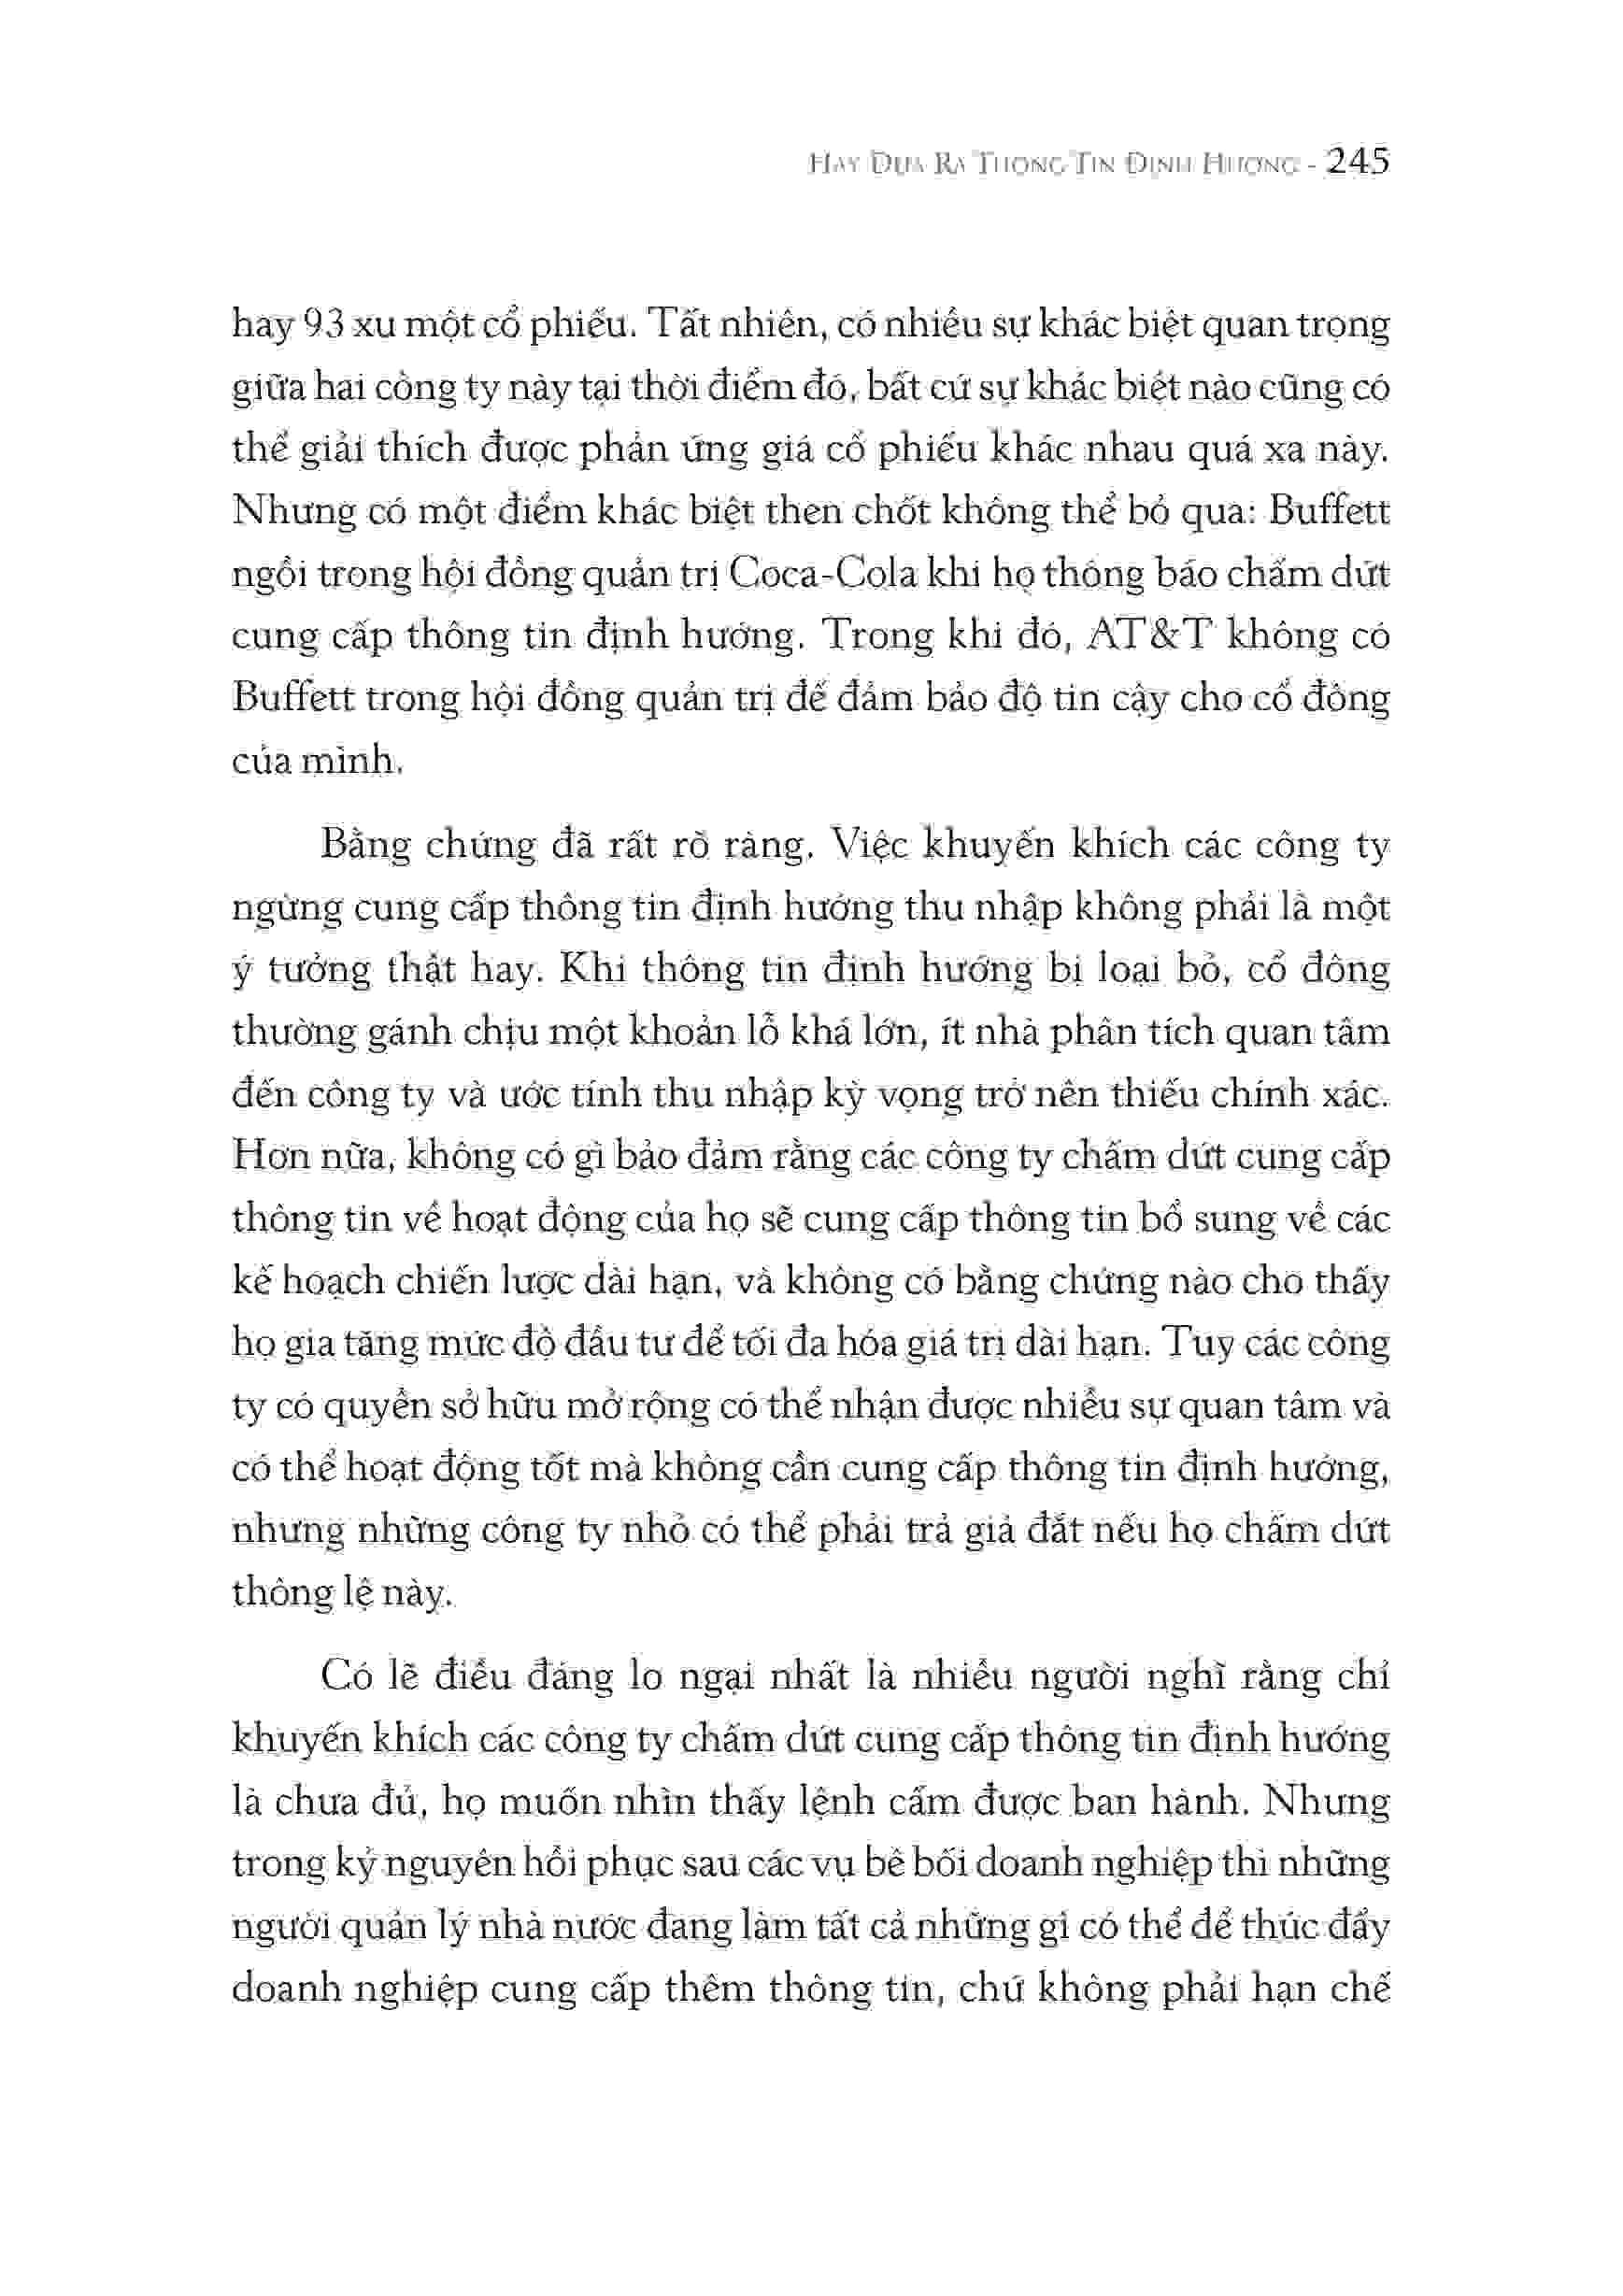 HÃY ĐƯA RA THÔNG TIN ĐỊNH HƯỚNG - 245
hay 93 xu một cổ phiếu. Tất nhiên, có nhiều sự khác biệt quan trọng
giữa hai công ty này tại thời điểm đó, bất cứ sự khác biệt nào cũng có
thể giải thích được phản ứng giá cổ phiếu khác nhau quá xa này.
Nhưng có một điểm khác biệt then chốt không thể bỏ qua: Buffett
ngồi trong hội đồng quản trị Coca-Cola khi họ thông báo chấm dứt
cung cấp thông tin định hướng. Trong khi đó, AT&T không có
Buffett trong hội đồng quản trị để đảm bảo độ tin cậy cho cổ đông
của mình.
Bằng chứng đã rất rõ ràng. Việc khuyến khích các công ty
ngừng cung cấp thông tin định hướng thu nhập không phải là một
ý tưởng thật hay. Khi thông tin định hướng bị loại bỏ, cổ đông
thường gánh chịu một khoản lỗ khá lớn, ít nhà phân tích quan tâm
đến công ty và ước tính thu nhập kỳ vọng trở nên thiếu chính xác.
Hơn nữa, không có gì bảo đảm rằng các công ty chấm dứt cung cấp
thông tin về hoạt động của họ sẽ cung cấp thông tin bổ sung về các
kế hoạch chiến lược dài hạn, và không có bằng chứng nào cho thấy
họ gia tăng mức độ đầu tư để tối đa hóa giá trị dài hạn. Tuy các công
ty có quyền sở hữu mở rộng có thể nhận được nhiều sự quan tâm và
có thể hoạt động tốt mà không cần cung cấp thông tin định hướng,
nhưng những công ty nhỏ có thể phải trả giá đắt nếu họ chấm dứt
thông lệ này.
Có lẽ điều đáng lo ngại nhất là nhiều người nghĩ rằng chỉ
khuyến khích các công ty chấm dứt cung cấp thông tin định hướng
là chưa đủ, họ muốn nhìn thấy lệnh cấm được ban hành. Nhưng
trong kỷ nguyên hồi phục sau các vụ bê bối doanh nghiệp thì những
người quản lý nhà nước đang làm tất cả những gì có thể để thúc đẩy
doanh nghiệp cung cấp thêm thông tin, chứ không phải hạn chế